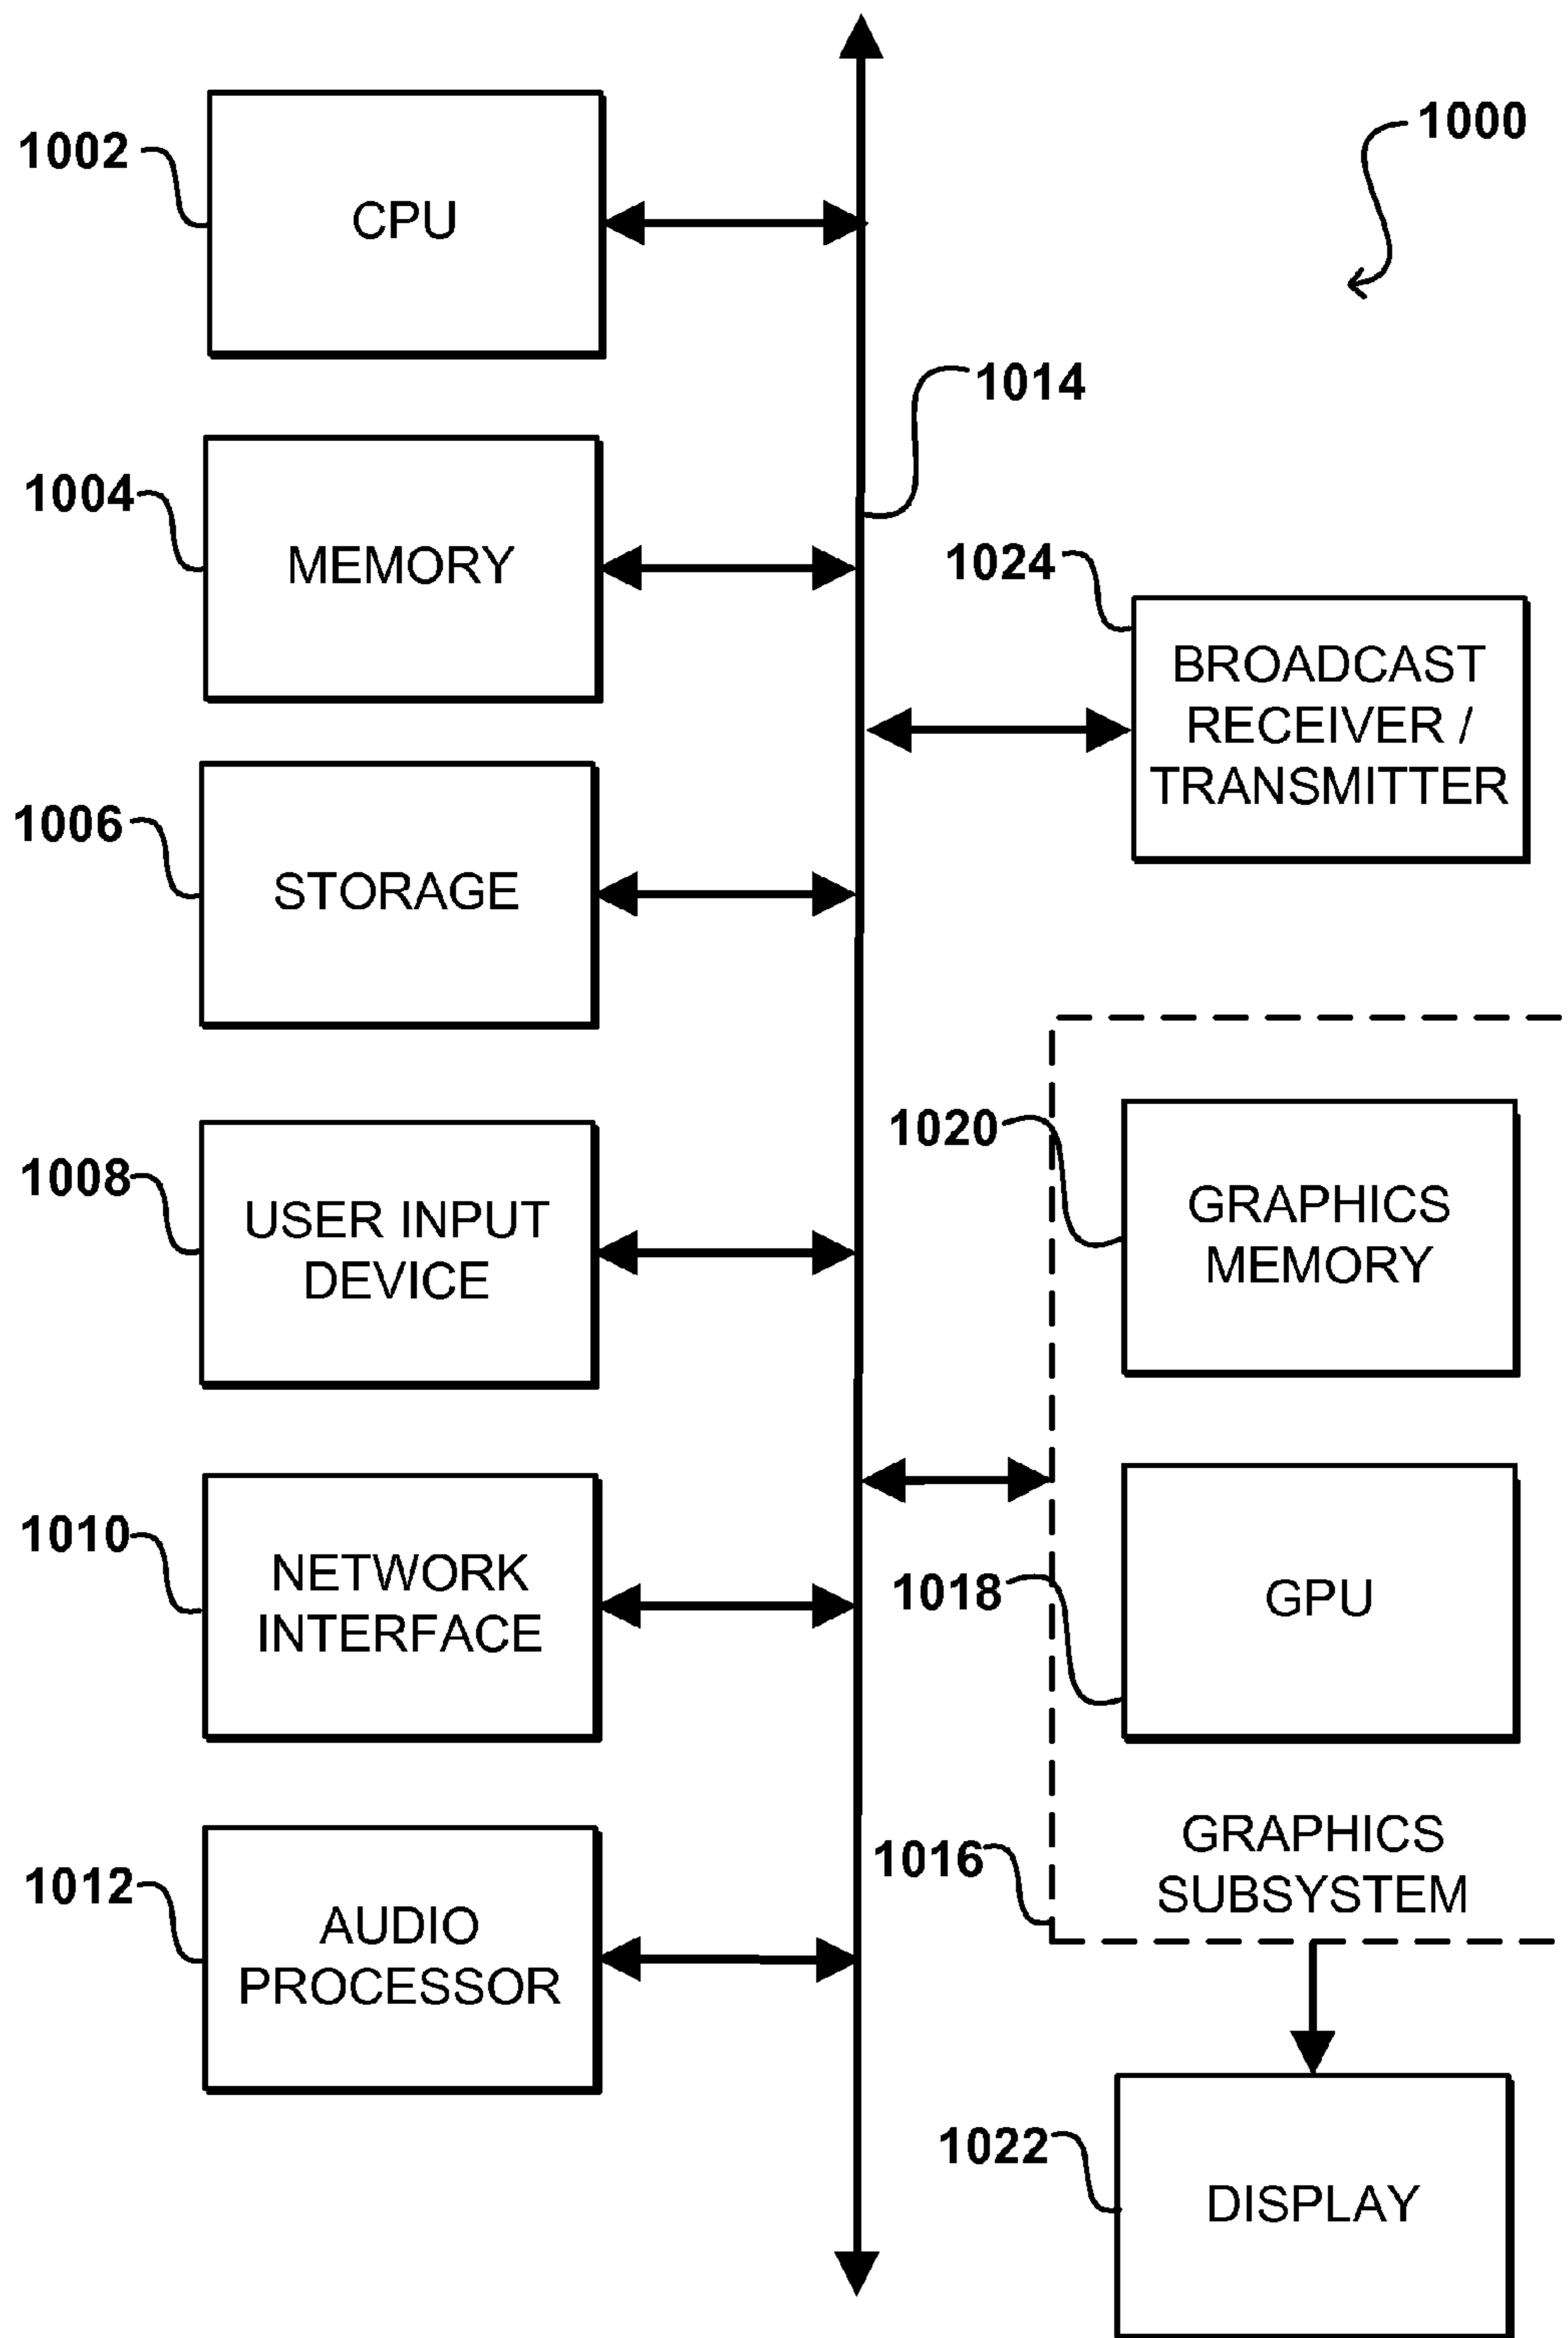 1000
1002
CPU
1014
1004
MEMORY
1024
BROADCAST
RECEIVER /
TRANSMITTER
1006
STORAGE
1020
GRAPHICS
MEMORY
1008
USER INPUT
DEVICE
1010
NETWORK
INTERFACE
1018
GPU
1016
GRAPHICS
SUBSYSTEM
1012
AUDIO
PROCESSOR
1022
DISPLAY